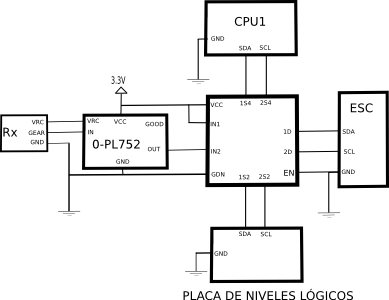 CPU1
GND
SDA SCL
3.3V
VCC 1S4 2S4
ESC
VRC
Rx GEAR
GND
VRC VCC GOOD
IN
0-PL752
OUT
GND
IN1
1D
IN2
2D
GDN 1S2 2S2 EN
SDA
SCL
GND
SDA SCL
GND
PLACA DE NIVELES LÓGICOS